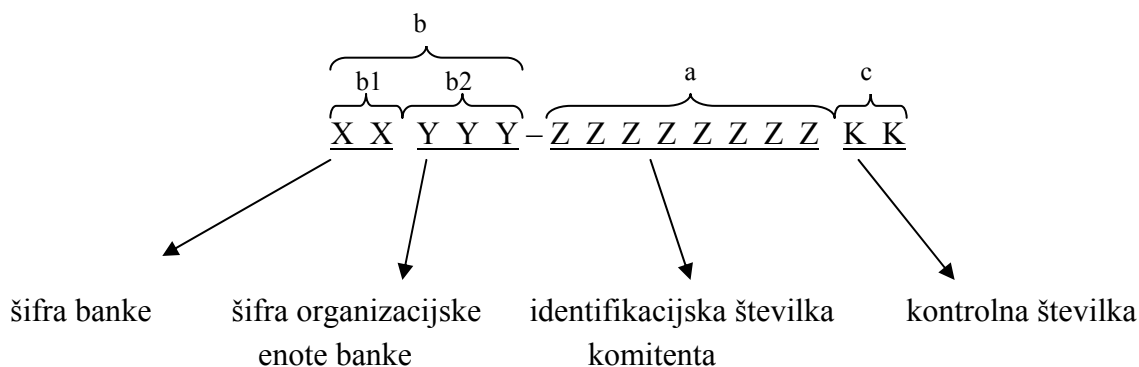 b
b1 b2 a c
X X Y Y Y – Z Z Z Z Z Z Z Z K K
šifra banke šifra organizacijske identifikacijska številka kontrolna številka
enote banke komitenta